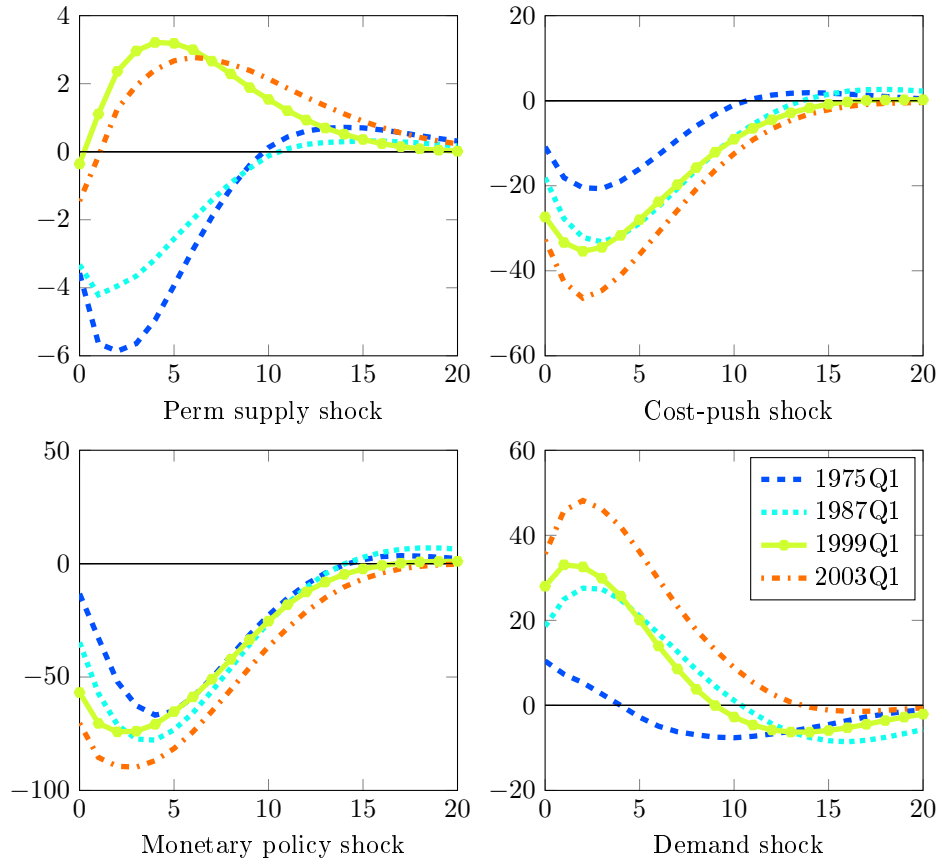 4
2
0
−2
−4
−6
0 5 10 15 20
Perm supply shock
20
0
−20
−40
−60
0 5 10 15 20
Cost-push shock
50
0
−50
−100
0 5 10 15 20
Monetary policy shock
60
40
20
0
−20
0 5 10 15 20
Demand shock
1975Q1
1987Q1
1999Q1
2003Q1